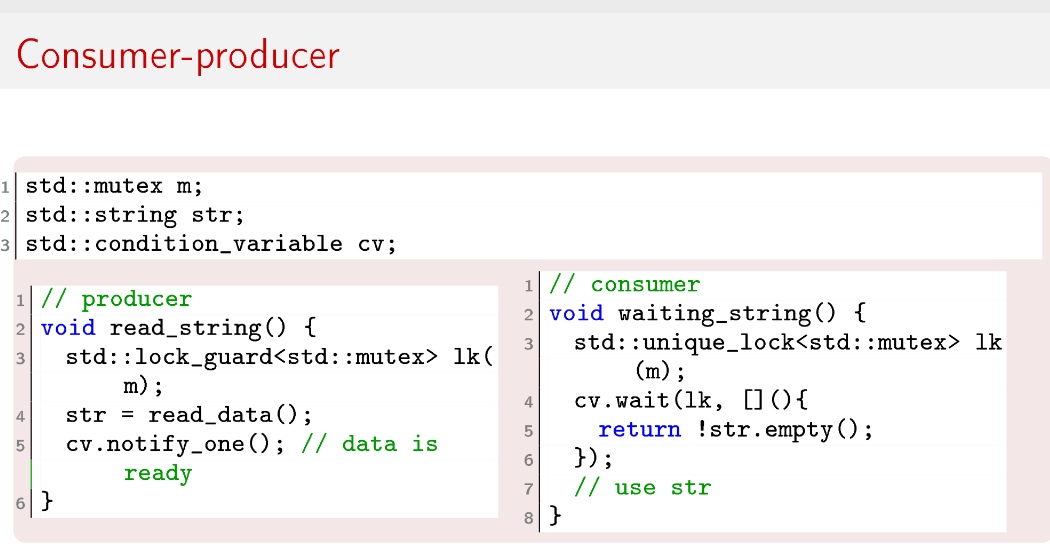 Consumer-producer
1 std::mutex m;
2 std::string str;
3 std::condition_variable cv;
1 // producer
2 void read_string() {
3 std::lock_guard<std::mutex> lk(
m);
4 str = read_data();
5 cv.notify_one(); // data is
ready
6 }
1 // consumer
2 void waiting_string() {
3 std::unique_lock<std::mutex> lk
(m);
4 cv.wait(lk, [](){
5 return !str.empty();
6 });
7 // use str
8 }